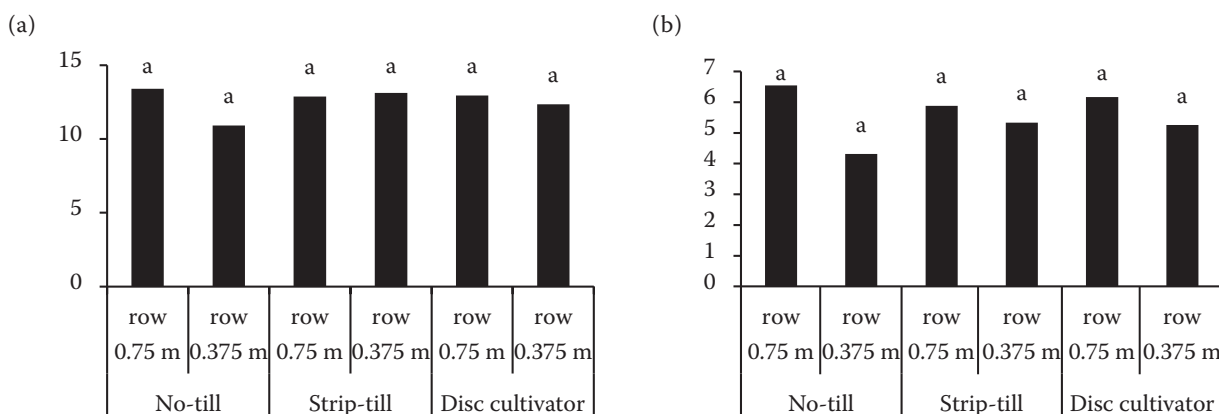 (a)
15
10
5
0
a a a a a a
row row row row row row
0.75 m 0.375 m 0.75 m 0.375 m 0.75 m 0.375 m
No-till Strip-till Disc cultivator
(b)
7
6
5
4
3
2
1
0
a a a a a a
row row row row row row
0.75 m 0.375 m 0.75 m 0.375 m 0.75 m 0.375 m
No-till Strip-till Disc cultivator